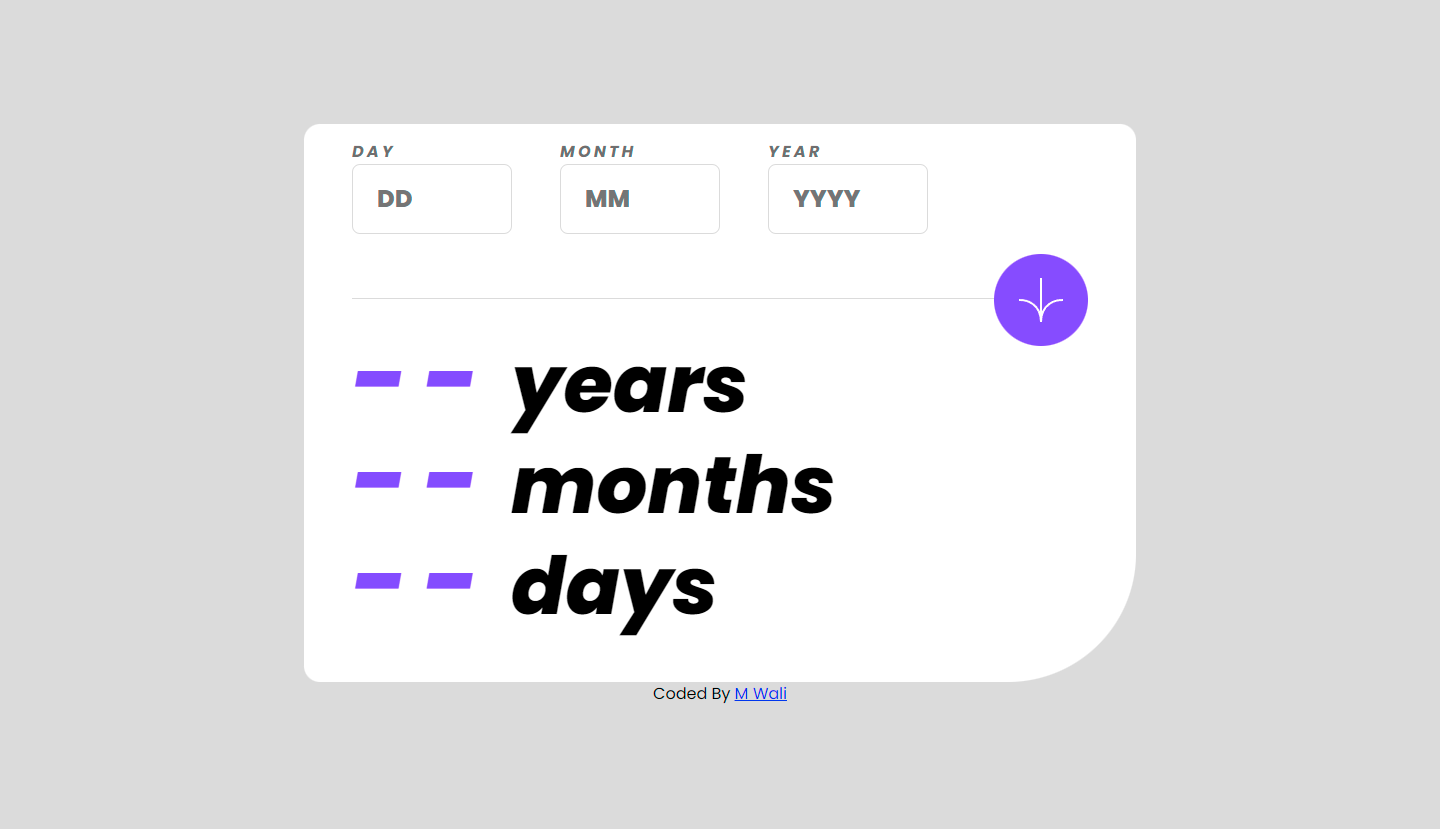 DAY MONTH YEAR
DD MM YYYY
-- years
-- months
-- days
Coded By M Wali